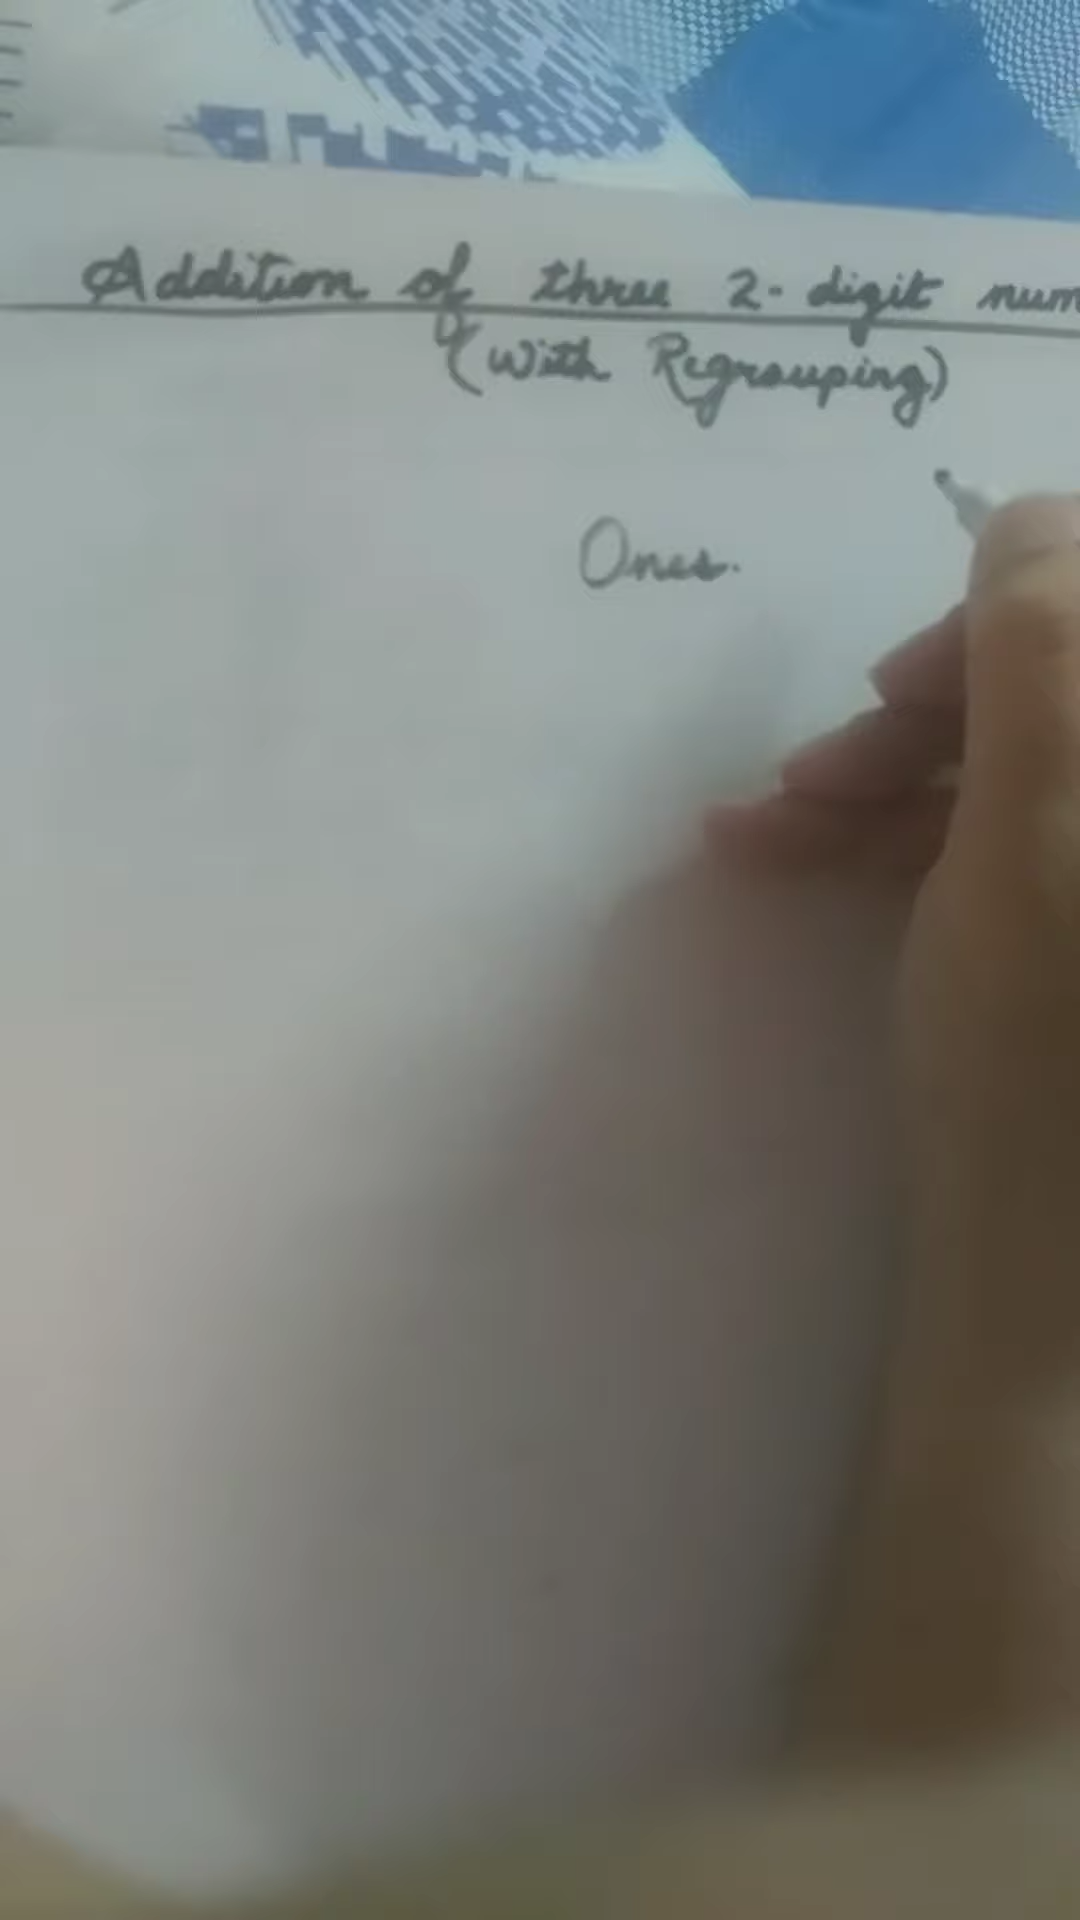 Addition of three 2-digit num
(with Regrouping)
Ones.